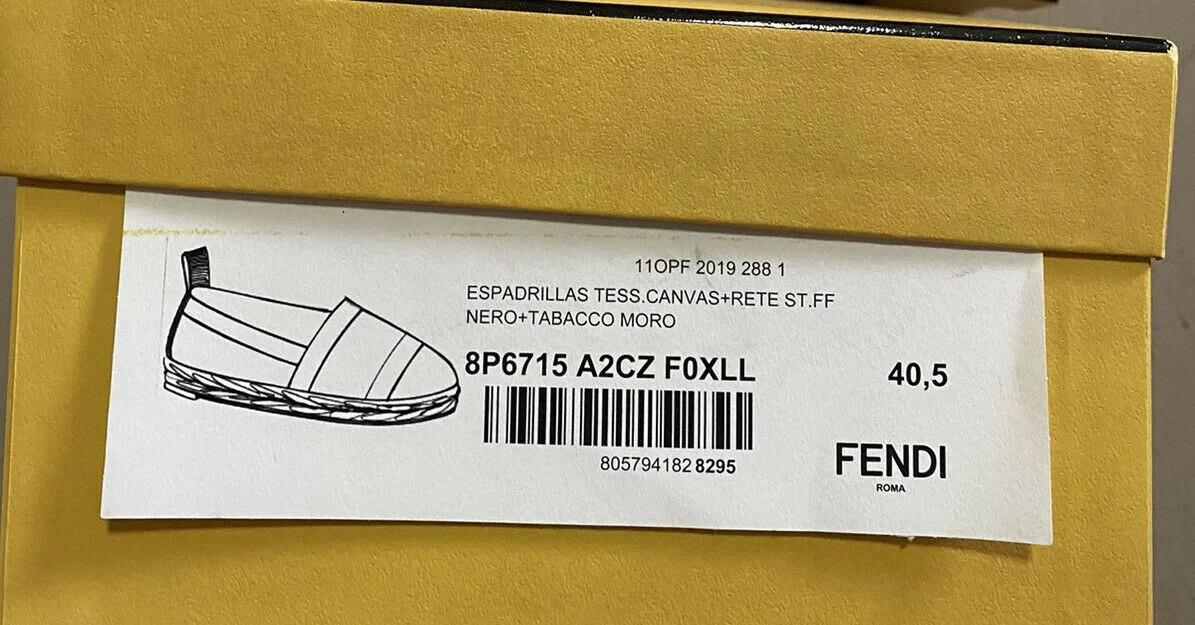 11OPF 2019 288 1
ESPADRILLAS TESS.CANVAS+RETE ST.FF
NERO+TABACCO MORO
8P6715 A2CZ F0XLL 40,5
805794182 8295
FENDI
ROMA